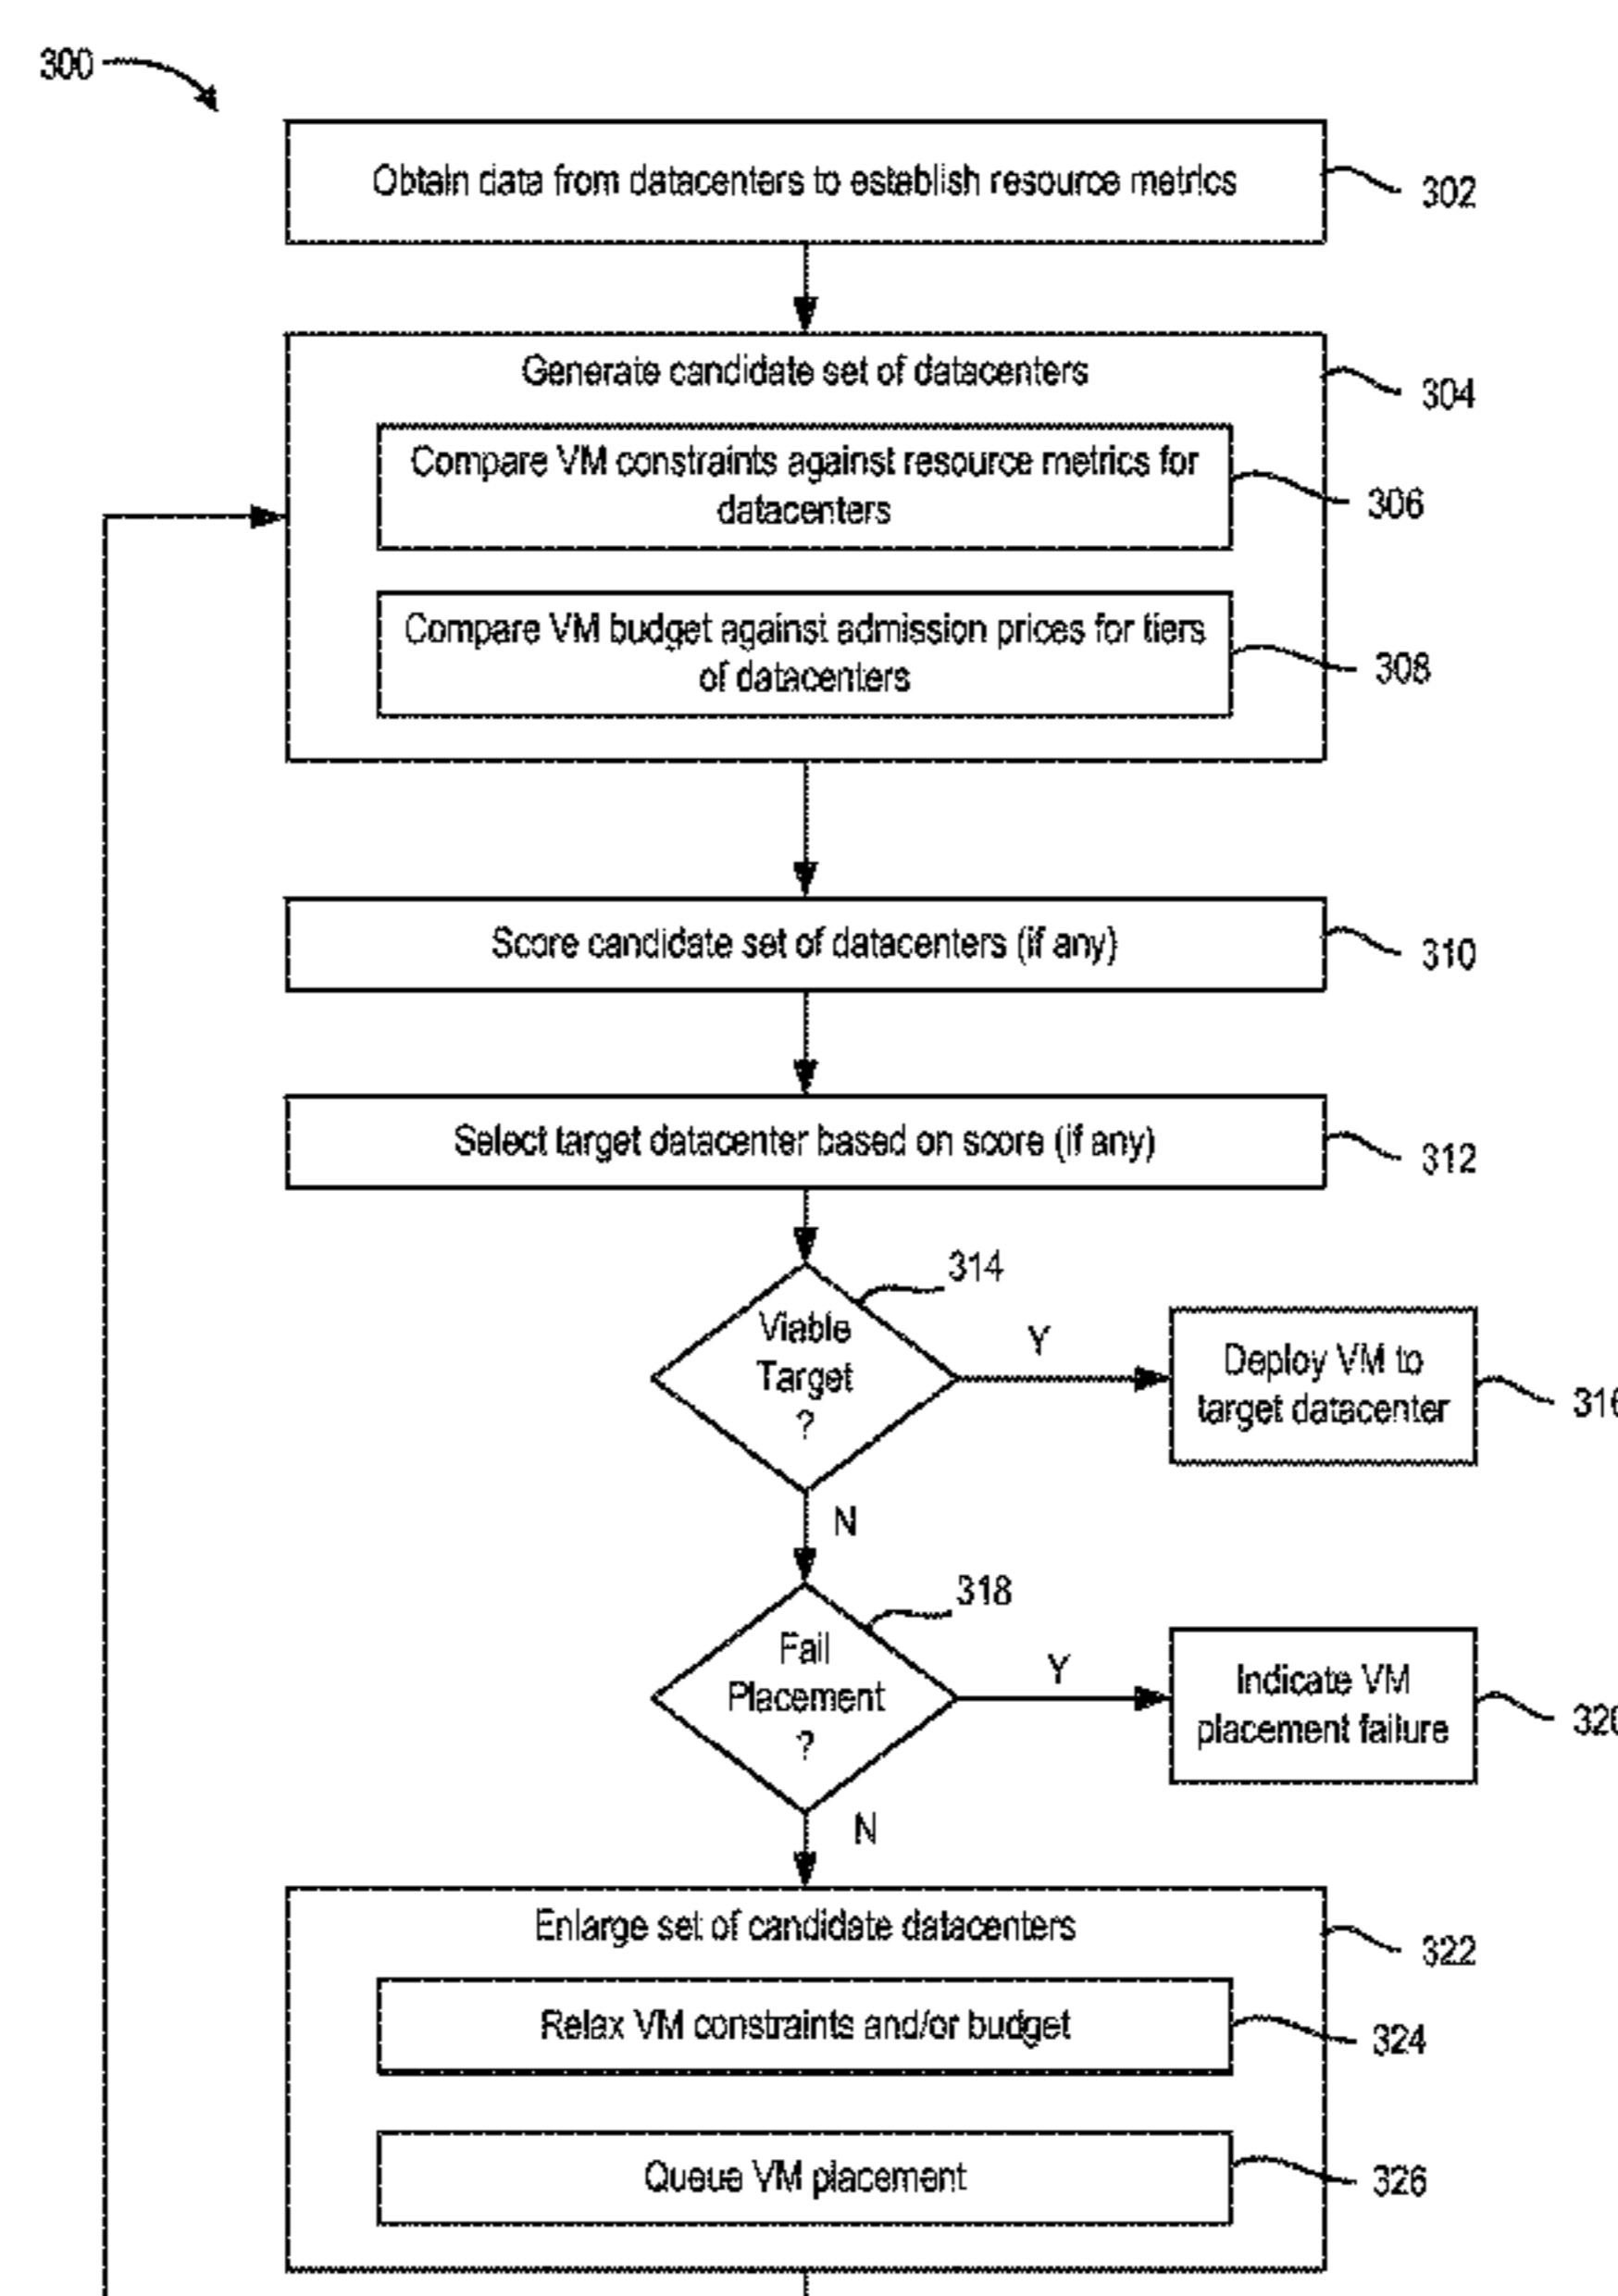 300
Obtain data from datacenters to establish resource metrics
302
Generate candidate set of datacenters
304
Compare VM constraints against resource metrics for
datacenters
306
Compare VM budget against admission prices for tiers
of datacenters
308
Score candidate set of datacenters (if any)
310
Select target datacenter based on score (if any)
312
314
Viable
Target
?
Y
Deploy VM to
target datacenter
N
318
Fail
Placement
?
Y
Indicate VM
placement failure
N
Enlarge set of candidate datacenters
322
Relax VM constraints and/or budget
324
Queue VM placement
326